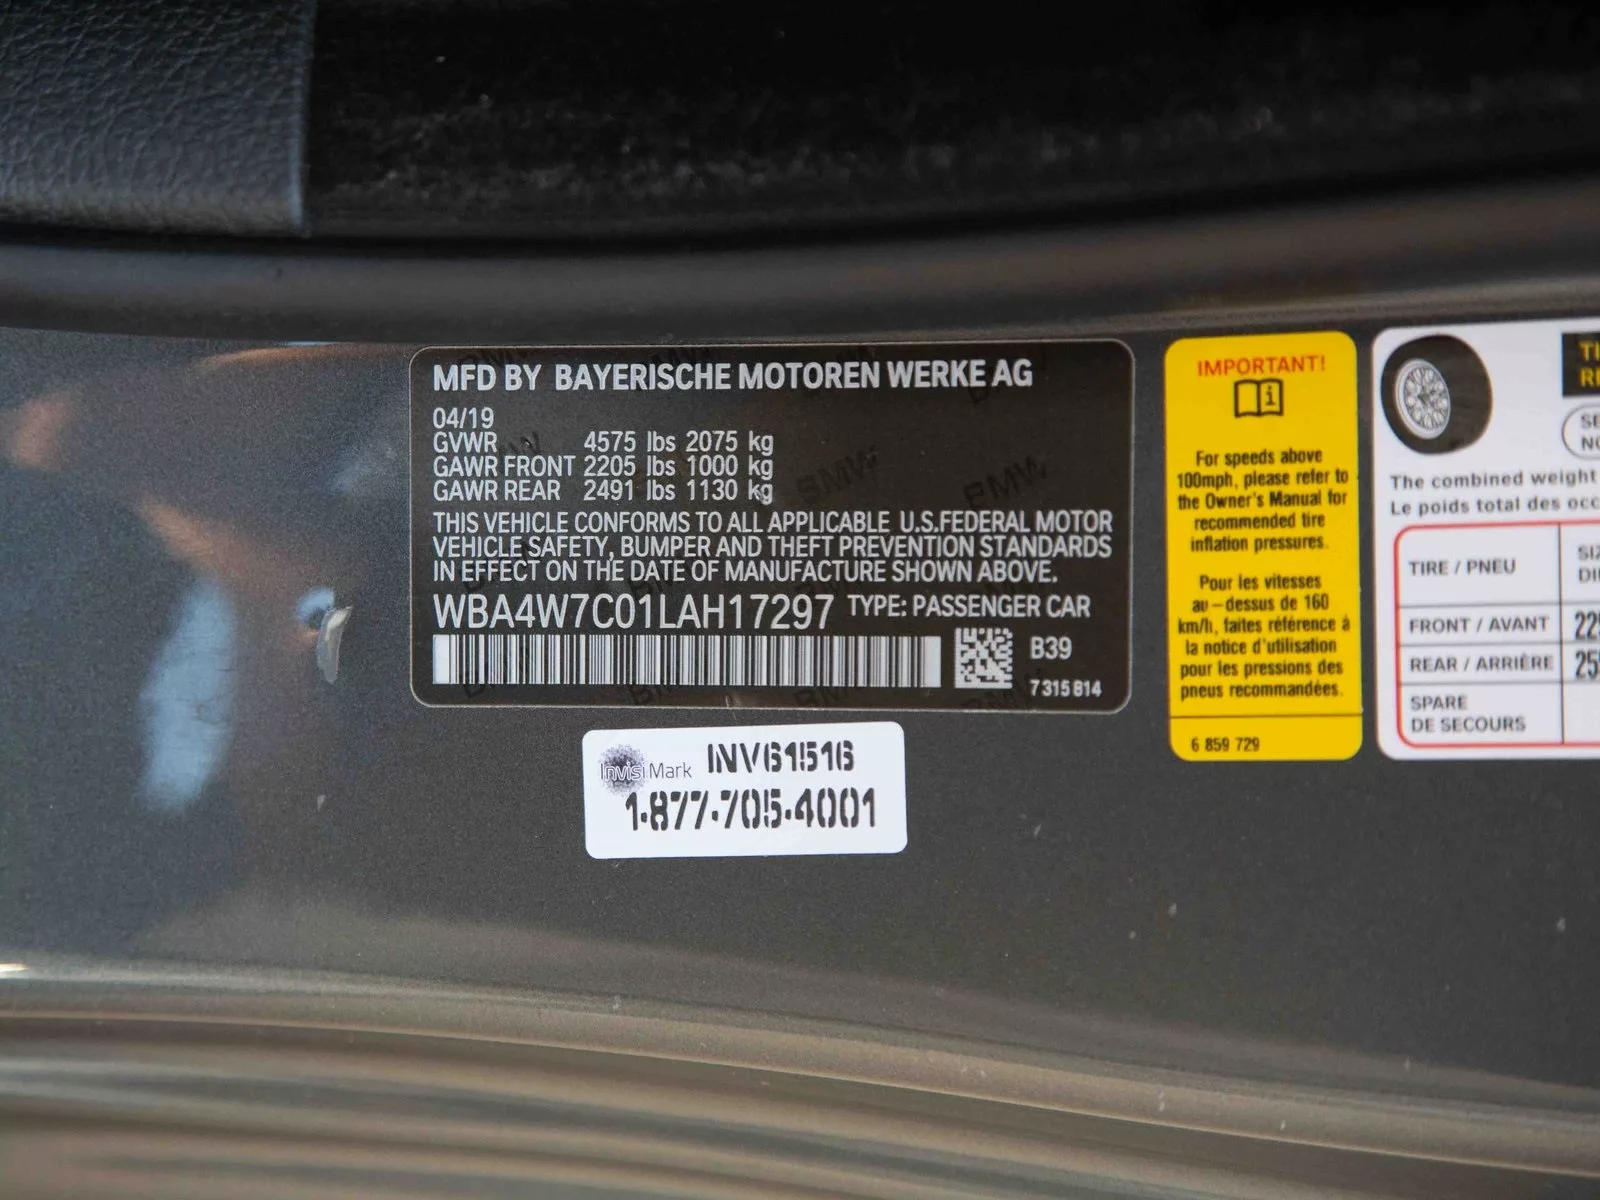 MFD BY BAYERISCHE MOTOREN WERKE AG
04/19
GVWR 4575 lbs 2075 kg
GAWR FRONT 2205 lbs 1000 kg
GAWR REAR 2491 lbs 1130 kg
THIS VEHICLE CONFORMS TO ALL APPLICABLE U.S.FEDERAL MOTOR
VEHICLE SAFETY, BUMPER AND THEFT PREVENTION STANDARDS
IN EFFECT ON THE DATE OF MANUFACTURE SHOWN ABOVE.
WBA4W7C01LAH17297 TYPE: PASSENGER CAR
B39
7 315 814
InvisiMark INV61516
1-877-705-4001
IMPORTANT!
For speeds above
100mph, please refer to
the Owner's Manual for
recommended tire
inflation pressures.
Pour les vitesses
au – dessus de 160
km/h, faites référence à
la notice d'utilisation
pour les pressions des
pneus recommandées.
6 859 729
The combined weight
Le poids total des
TIRE / PNEU
FRONT / AVANT
REAR / ARRIÈRE
SPARE
DE SECOURS